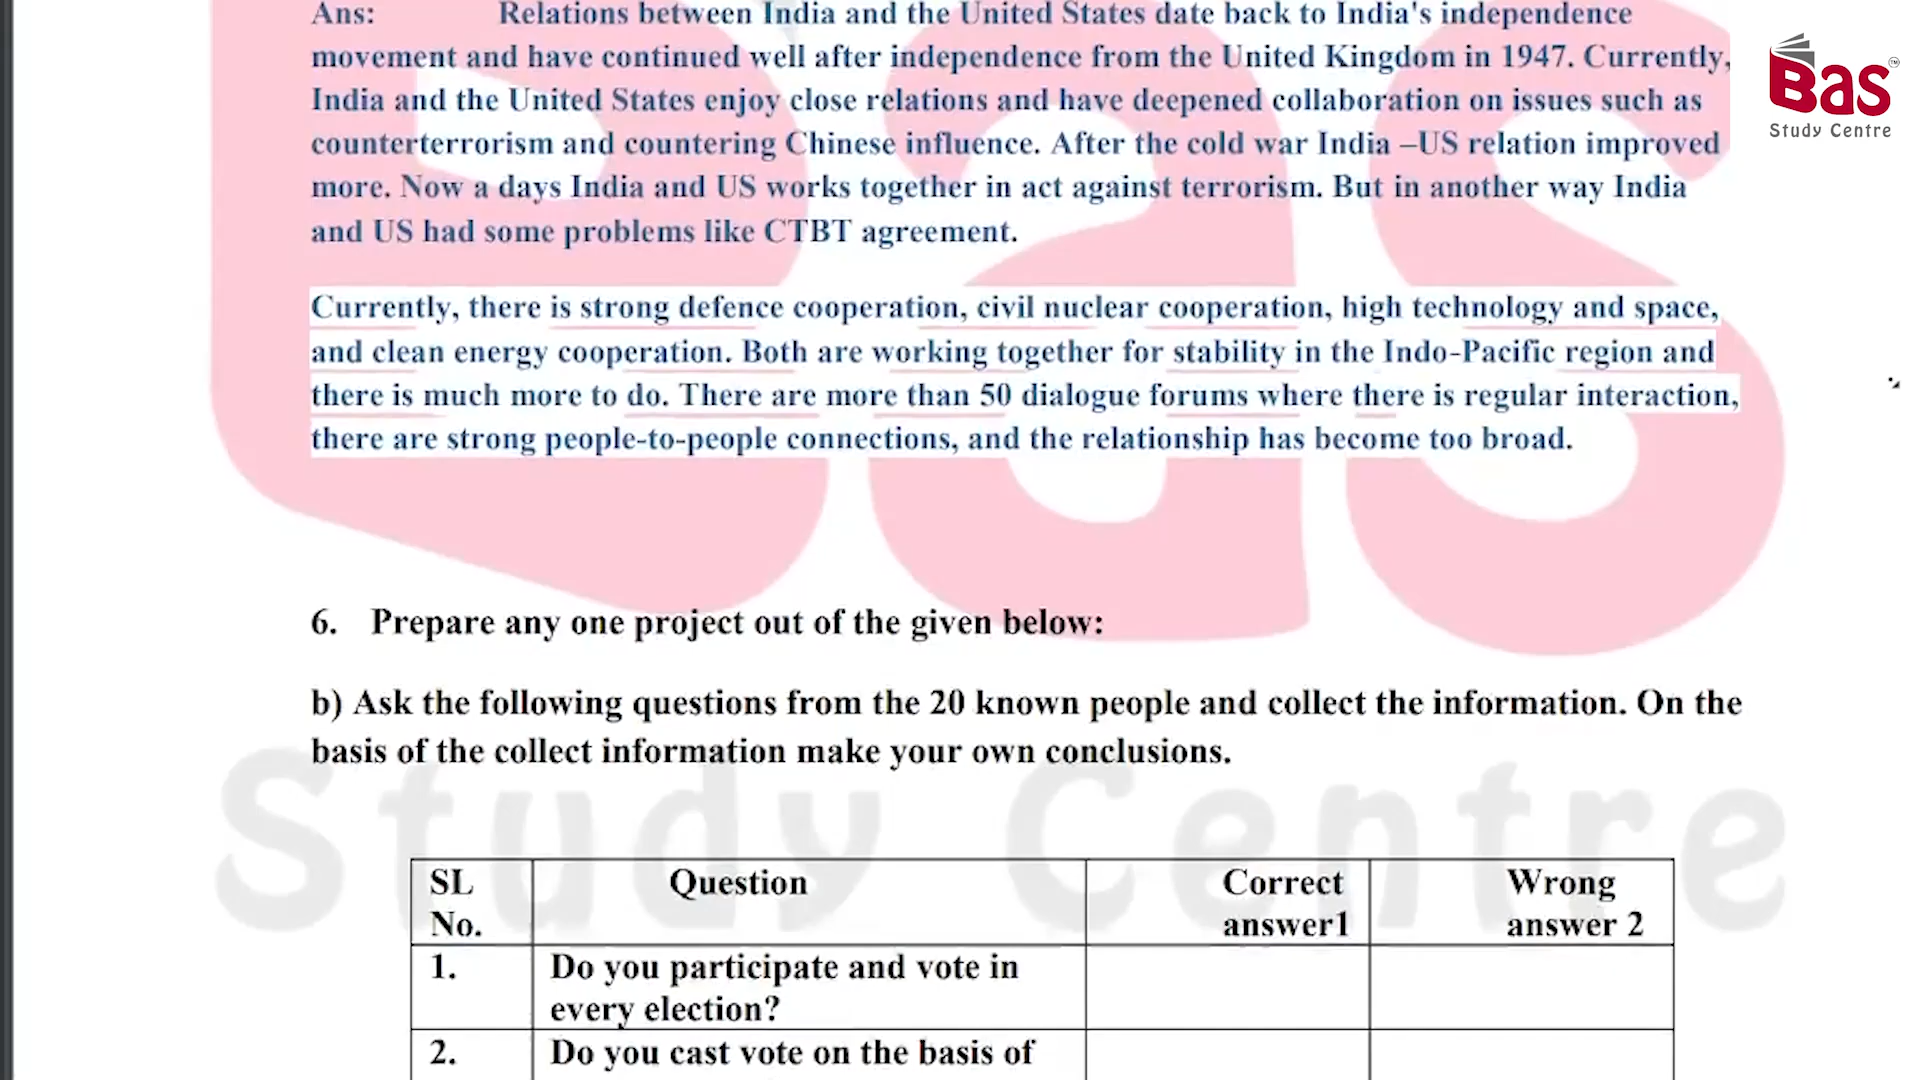 Ans: Relations between India and the United States date back to India's independence
movement and have continued well after independence from the United Kingdom in 1947. Currently,
India and the United States enjoy close relations and have deepened collaboration on issues such as
counterterrorism and countering Chinese influence. After the cold war India –US relation improved
more. Now a days India and US works together in act against terrorism. But in another way India
and US had some problems like CTBT agreement.
Currently, there is strong defence cooperation, civil nuclear cooperation, high technology and space,
and clean energy cooperation. Both are working together for stability in the Indo-Pacific region and
there is much more to do. There are more than 50 dialogue forums where there is regular interaction,
there are strong people-to-people connections, and the relationship has become too broad.
6. Prepare any one project out of the given below:
b) Ask the following questions from the 20 known people and collect the information. On the
basis of the collect information make your own conclusions.
SL No.
Question
Correct answer1
Wrong answer 2
1.
Do you participate and vote in
every election?
2.
Do you cast vote on the basis of
Bas™
Study Centre
Bas
Study Centre